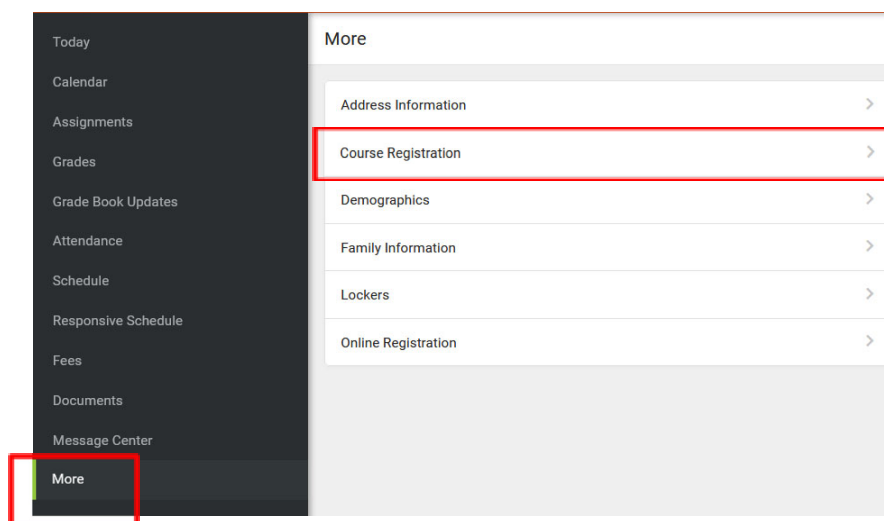 Today
Calendar
Assignments
Grades
Grade Book Updates
Attendance
Schedule
Responsive Schedule
Fees
Documents
Message Center
More
More
Address Information
Course Registration
Demographics
Family Information
Lockers
Online Registration